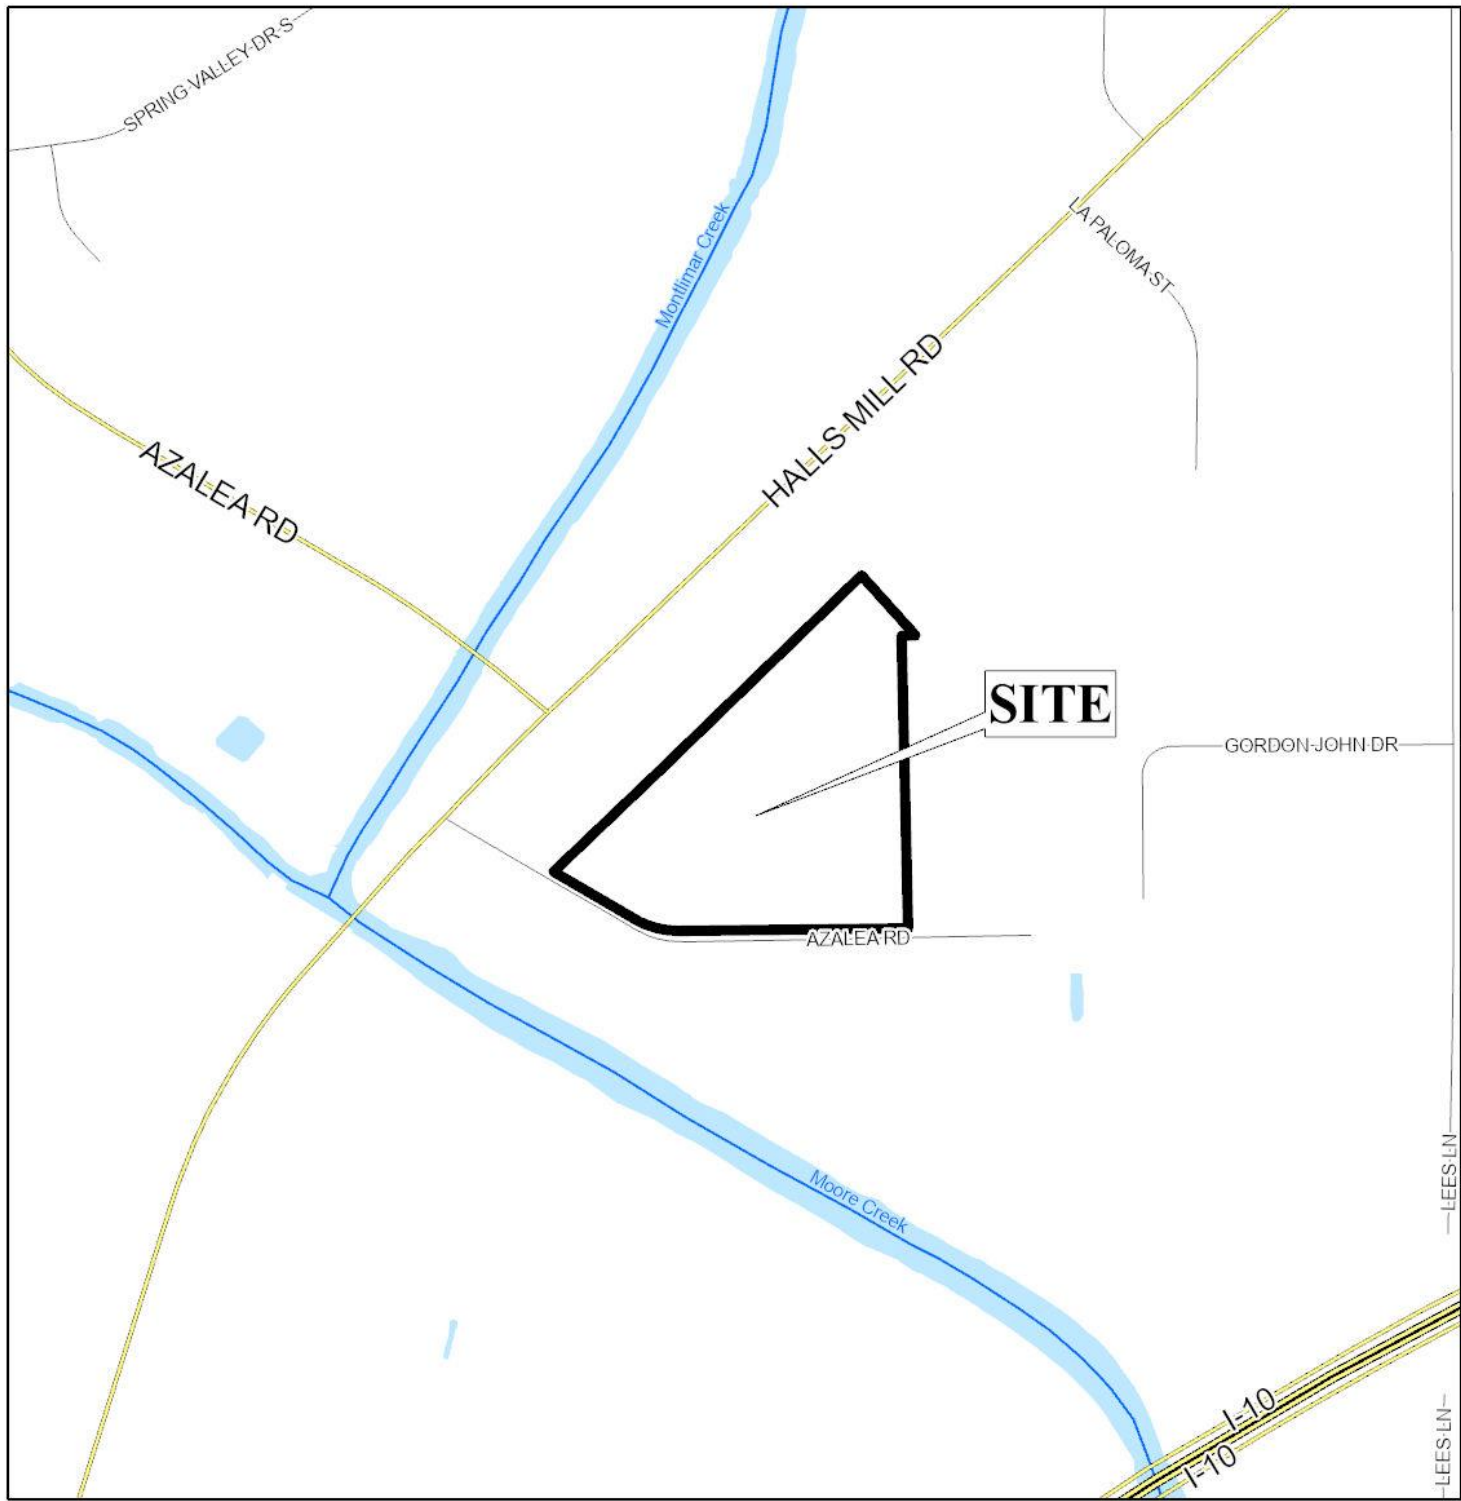 SPRING VALLEY DR S
Montlimar Creek
LA PALOMA ST
HALLS MILL RD
AZALEA RD
SITE
GORDON JOHN DR
AZALEA RD
LEES LN
Moore Creek
I-10
I-10
LEES LN